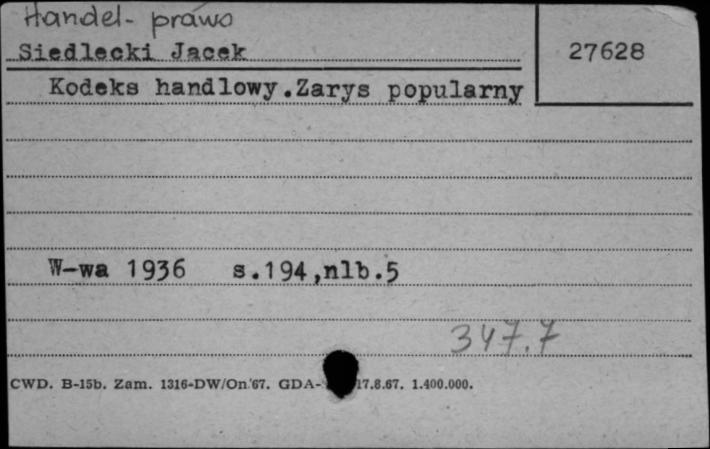 Handel - prawo
Siedlecki Jacek
27628
Kodeks handlowy.Zarys popularny
W-wa 1936 s.194,nlb.5
347.7
CWD. B-15b. Zam. 1316-DW/On/67. GDA- 17.8.67. 1.400.000.